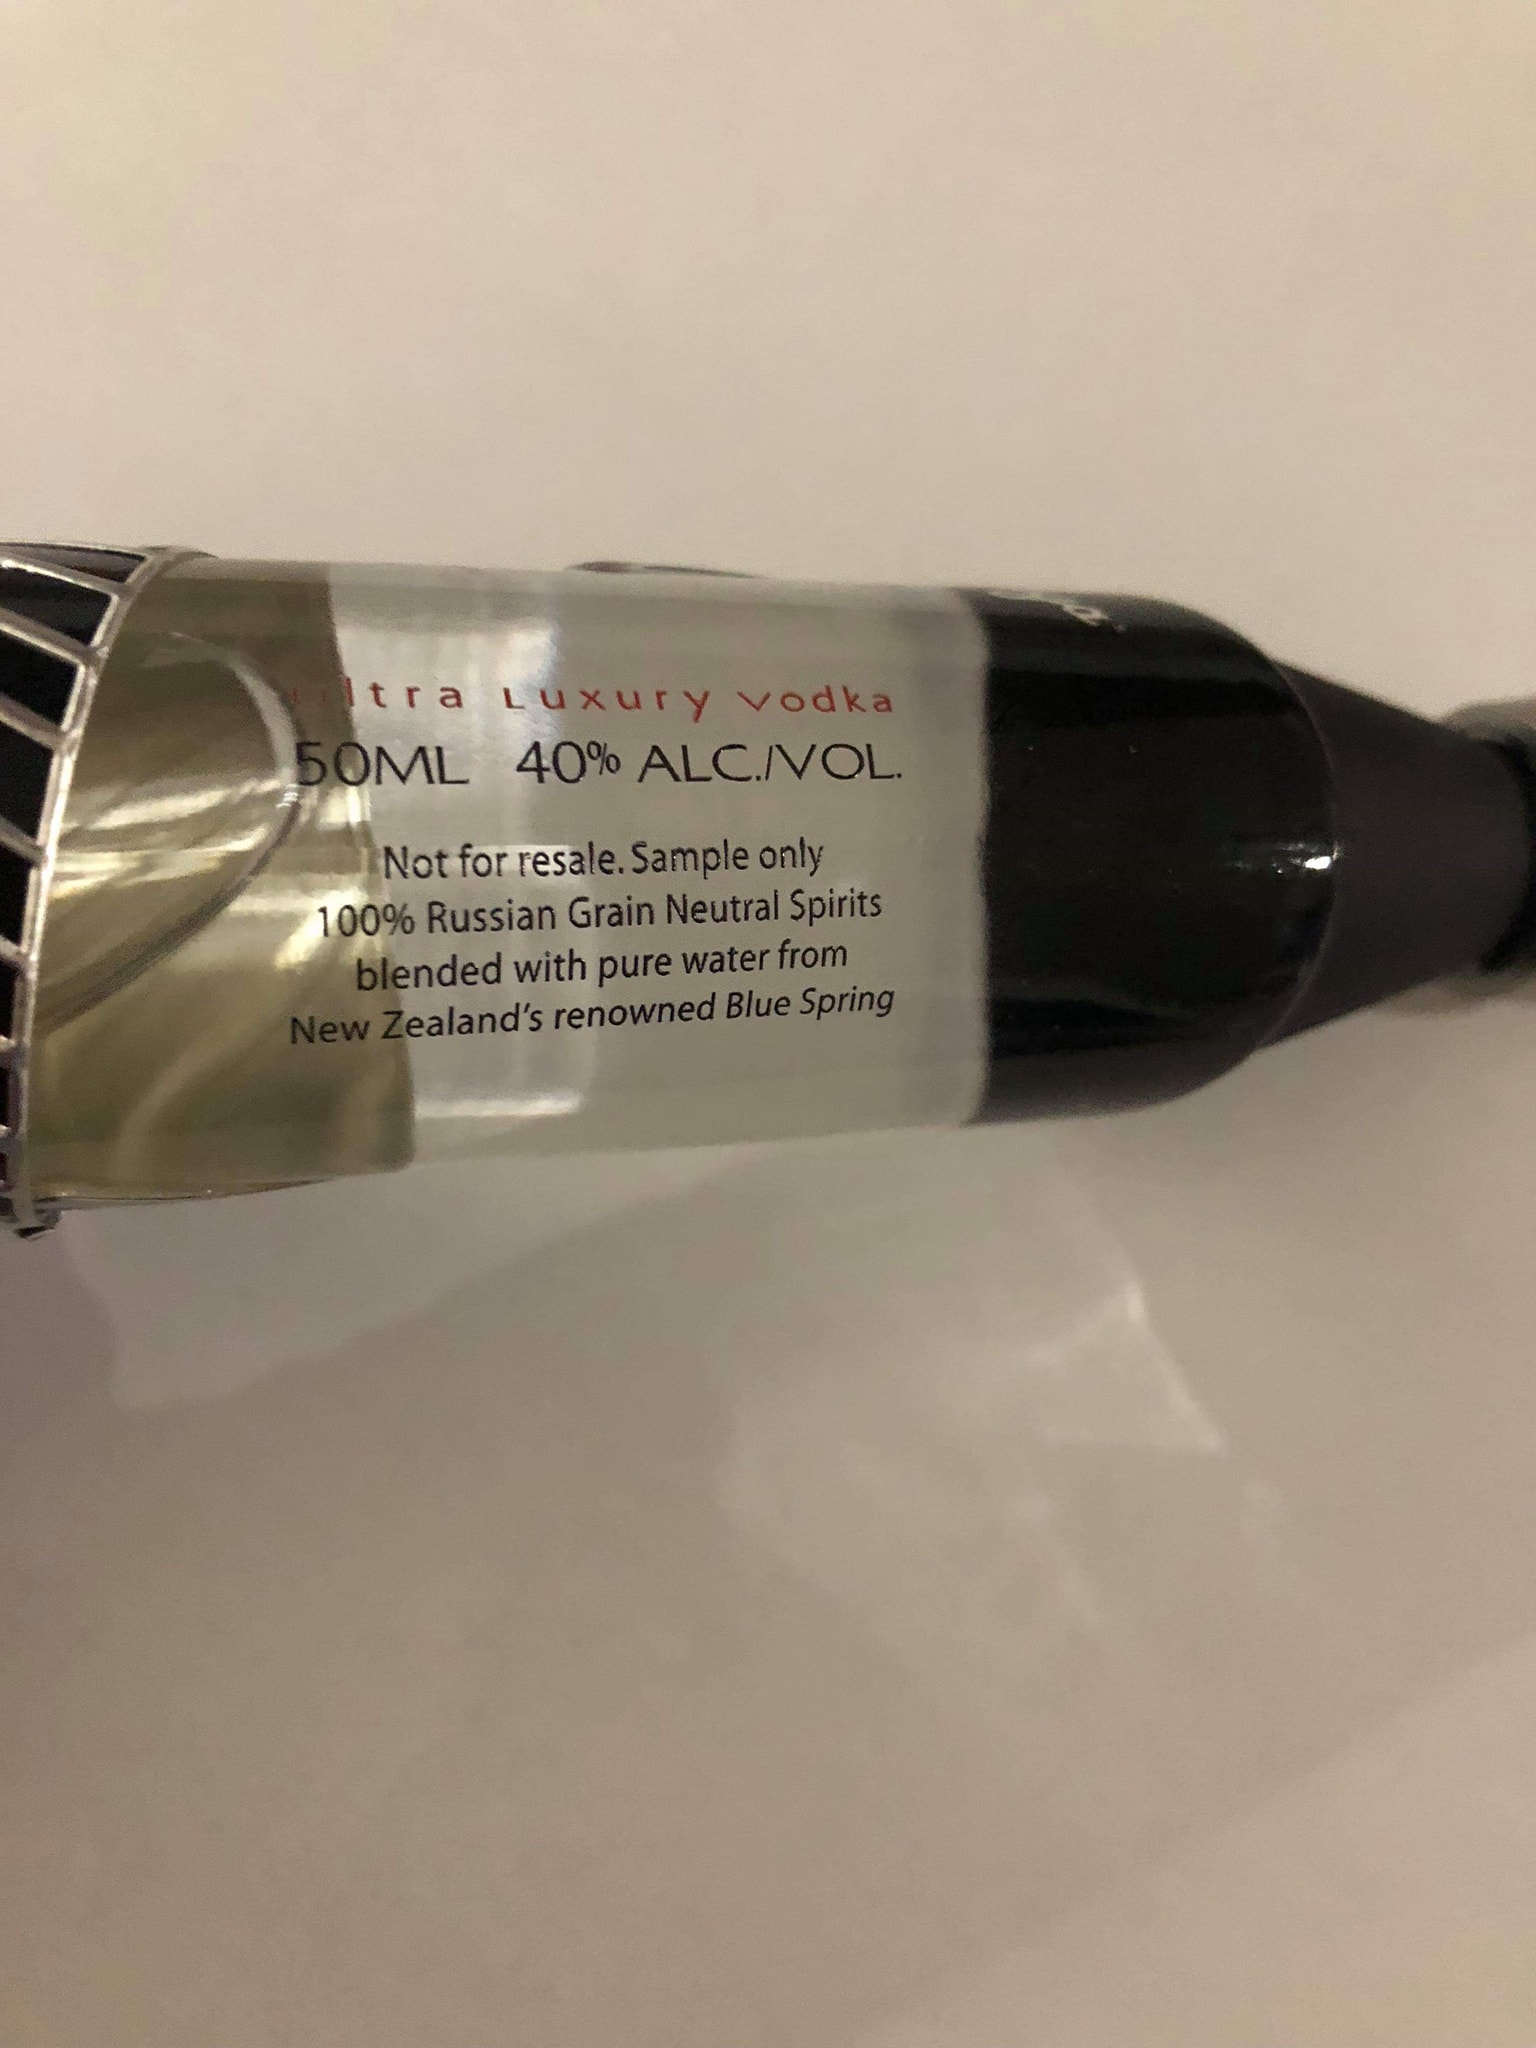 ultra Luxury vodka
50ML 40% ALC./VOL.
Not for resale. Sample only
100% Russian Grain Neutral Spirits
blended with pure water from
New Zealand's renowned Blue Spring